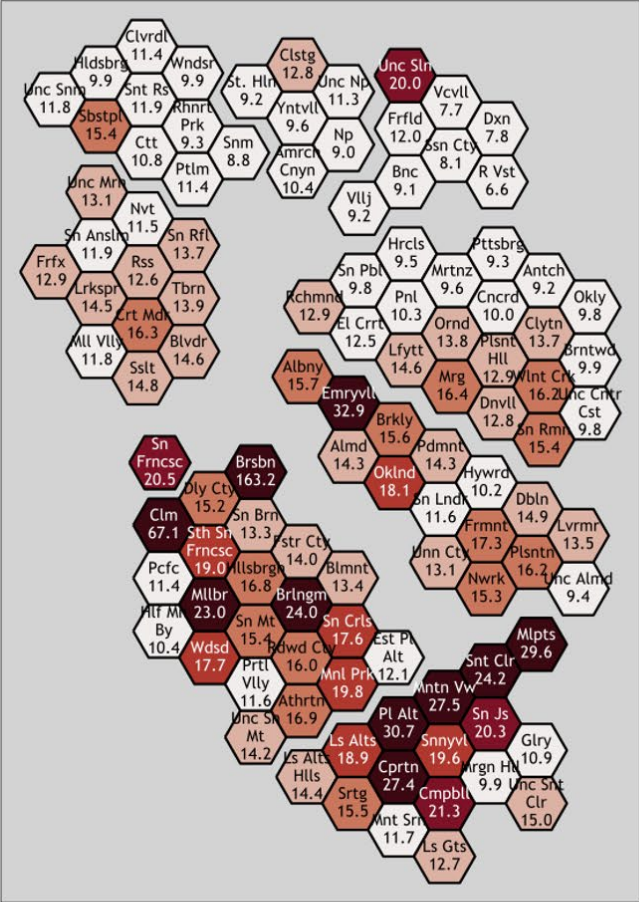 Clvrdl
11.4
Hldsbrg
9.9
Wndsr
9.9
Unc Snm
11.8
Snt Rs
11.9
Sbstpl
15.4
Rhnrt
Prk
9.3
Ctt
10.8
Snm
8.8
Ptlm
11.4
Clstg
12.8
St. Hln
9.2
Unc Np
11.3
Yntvll
9.6
Np
9.0
Amrcn
Cnyn
10.4
Unc Sln
20.0
Vcvll
7.7
Frfld
12.0
Dxn
7.8
Ssn Cty
8.1
Bnc
9.1
R Vst
6.6
Vllj
9.2
Unc Mrn
13.1
Nvt
11.5
Sn Anslm
11.9
Sn Rfl
13.7
Frfx
12.9
Rss
12.6
Lrkspr
14.5
Tbrn
13.9
Crt Mdr
16.3
Mll Vlly
11.8
Blvdr
14.6
Sslt
14.8
Hrcls
9.5
Pttsbrg
9.3
Sn Pbl
9.8
Mrtnz
9.6
Antch
9.2
Rchmnd
12.9
Pnl
10.3
Cncrd
10.0
Okly
9.8
El Crrt
12.5
Ornd
13.8
Clytn
13.7
Lfytt
14.6
Plsnt
Hll
12.9
Brntwd
9.9
Mrg
16.4
Wlnt Crk
16.2
Dnvll
12.8
Unc Cntr
Cst
9.8
Sn Rmn
15.4
Albny
15.7
Emryvll
32.9
Brkly
15.6
Almd
14.3
Pdmnt
14.3
Oklnd
18.1
Hywrd
10.2
Sn Lndr
11.6
Dbln
14.9
Frmnt
17.3
Lvrmr
13.5
Unn Cty
13.1
Plsntn
16.2
Nwrk
15.3
Unc Almd
9.4
Sn
Frncsc
20.5
Brsbn
163.2
Dly Cty
15.2
Clm
67.1
Sn Brn
13.3
Sth Sn
Frncsc
19.0
Fstr Cty
14.0
Pcfc
11.4
Hllsbrgh
16.8
Blmnt
13.4
Mllbr
23.0
Brlngm
24.0
Hlf Mn
By
10.4
Sn Mt
15.4
Sn Crls
17.6
Wdsd
17.7
Rdwd Cty
16.0
Est Pl
Alt
12.1
Prtl
Vlly
11.6
Mnl Prk
19.8
Athrtn
16.9
Unc Sn
Mt
14.2
Mlpts
29.6
Snt Clr
24.2
Mntn Vw
27.5
Pl Alt
30.7
Sn Js
20.3
Ls Alts
18.9
Snnyvl
19.6
Glry
10.9
Ls Alts
Hlls
14.4
Cprtn
27.4
Mrgn Hll
9.9
Srtg
15.5
Cmpbll
21.3
Unc Snt
Clr
15.0
Mnt Srn
11.7
Ls Gts
12.7